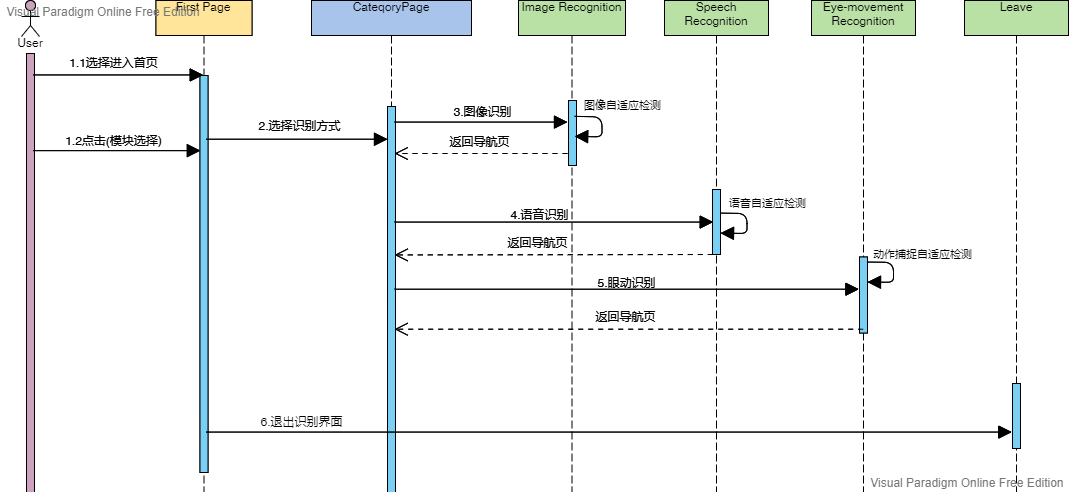 Visual Paradigm Online Free Edition
First Page
CateqoryPage
Image Recognition
Speech
Recognition
Eye-movement
Recognition
Leave
User
1.1选择进入首页
图像自适应检测
3.图像识别
2.选择识别方式
1.2点击(模块选择)
返回导航页
语音自适应检测
4.语音识别
返回导航页
动作捕捉自适应检测
5.眼动识别
返回导航页
6.退出识别界面
Visual Paradigm Online Free Edition